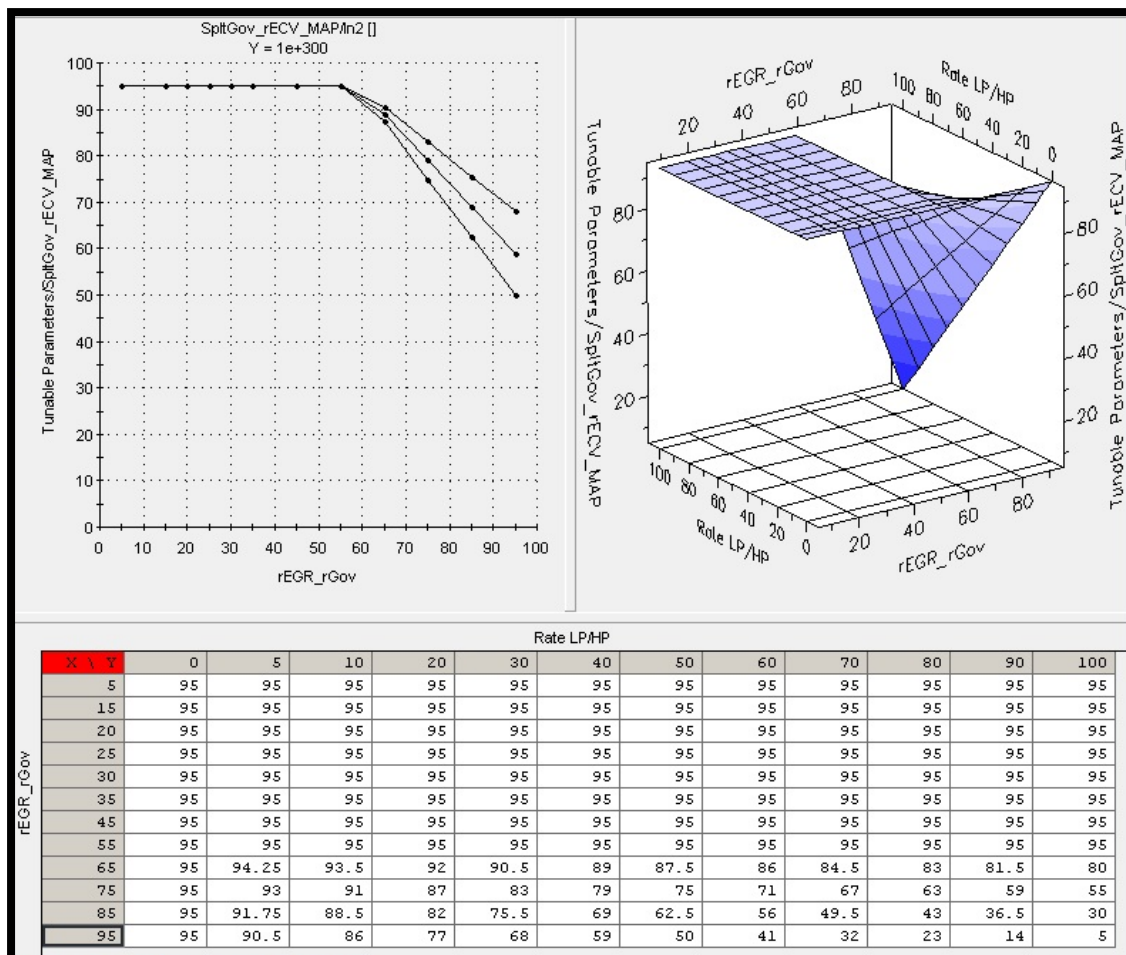 SpltGov_rECV_MAP/In2 []
Y = 1e+300
100
90
80
70
60
50
40
30
20
10
0
Tunable Parameters/SpltGov_rECV_MAP
0 10 20 30 40 50 60 70 80 90 100
rEGR_rGov
rEGR_rGov
20 40 60 80
Rate LP/HP
100 80 60 40 20 0
Tunable Parameters/SpltGov_rECV_MAP
80
60
40
20
Tunable Parameters/SpltGov_rECV_MAP
80
60
40
20
100 80 60 40 20 0
Rate LP/HP
20 40 60 80
rEGR_rGov
Rate LP/HP
rEGR_rGov
X \ Y 0 5 10 20 30 40 50 60 70 80 90 100
5 95 95 95 95 95 95 95 95 95 95 95 95
15 95 95 95 95 95 95 95 95 95 95 95 95
20 95 95 95 95 95 95 95 95 95 95 95 95
25 95 95 95 95 95 95 95 95 95 95 95 95
30 95 95 95 95 95 95 95 95 95 95 95 95
35 95 95 95 95 95 95 95 95 95 95 95 95
45 95 95 95 95 95 95 95 95 95 95 95 95
55 95 95 95 95 95 95 95 95 95 95 95 95
65 95 94.25 93.5 92 90.5 89 87.5 86 84.5 83 81.5 80
75 95 93 91 87 83 79 75 71 67 63 59 55
85 95 91.75 88.5 82 75.5 69 62.5 56 49.5 43 36.5 30
95 95 90.5 86 77 68 59 50 41 32 23 14 5